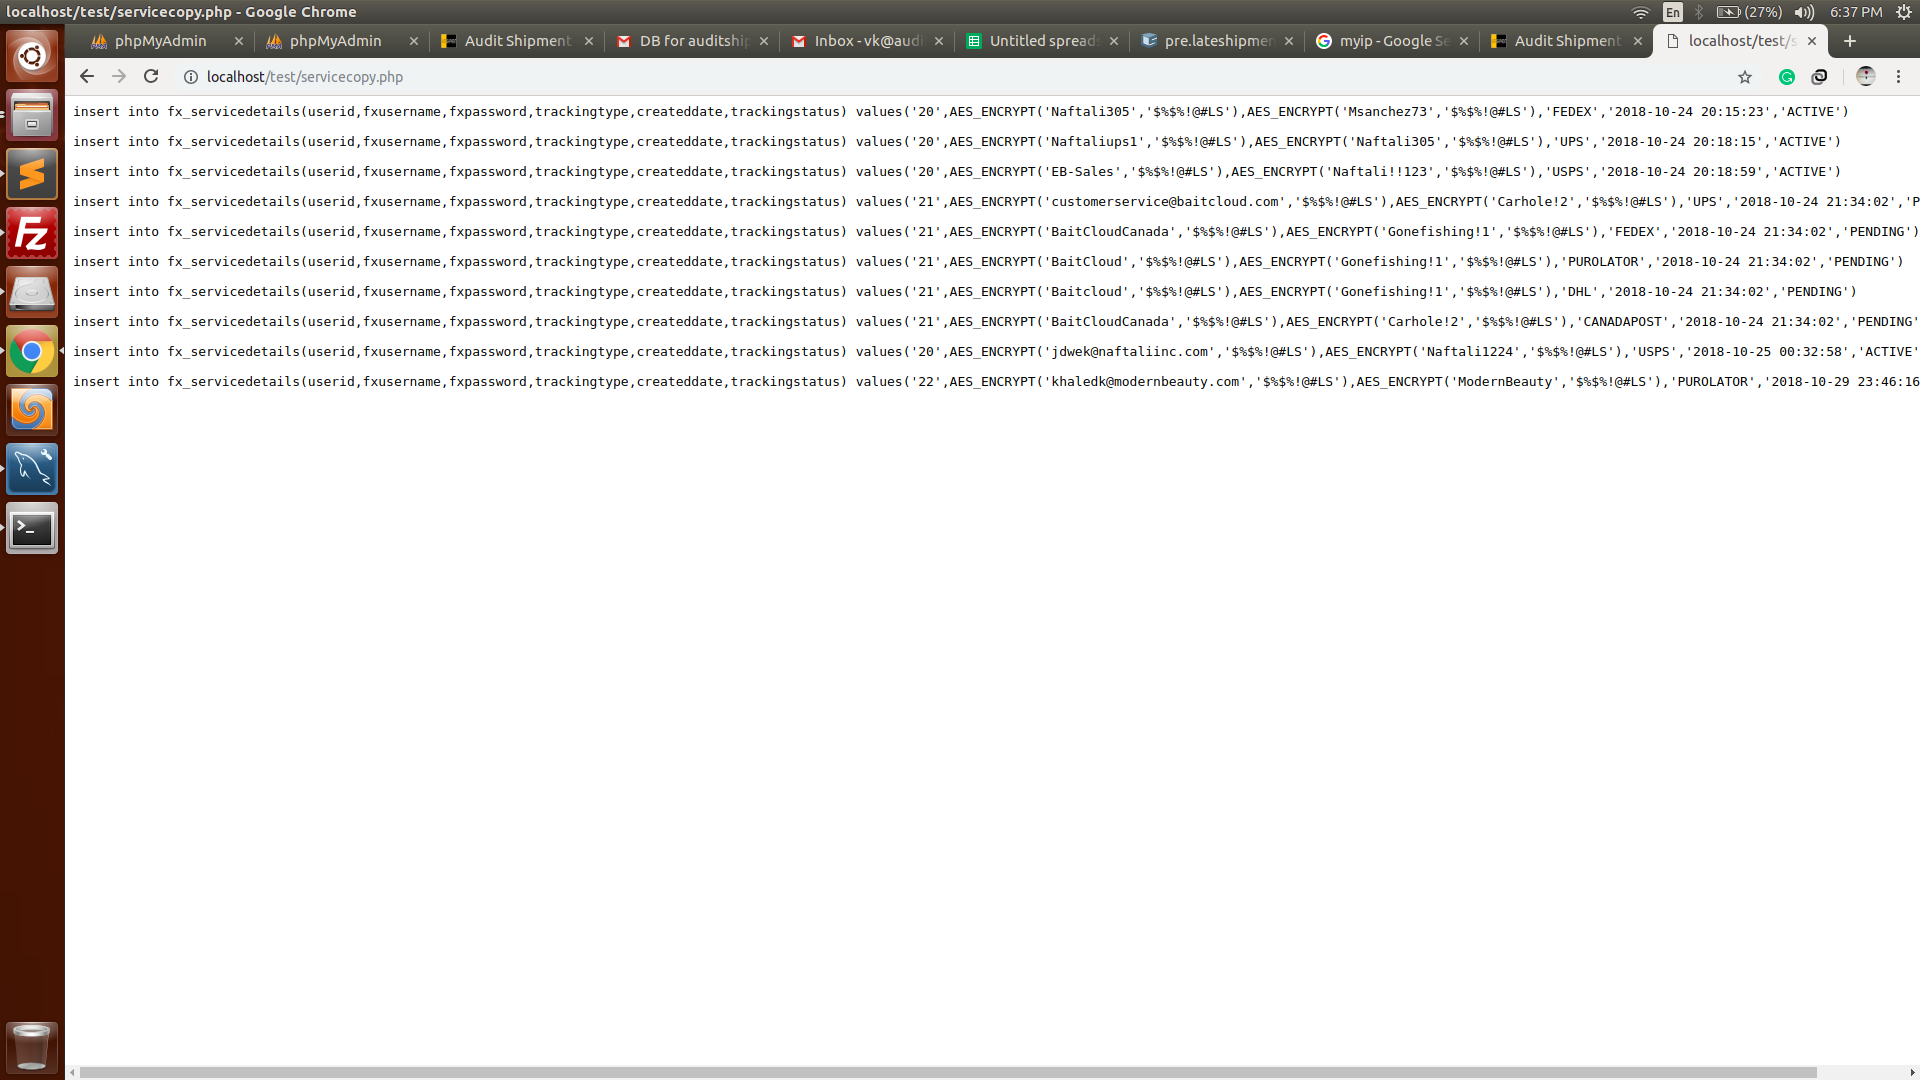 localhost/test/servicecopy.php - Google Chrome
En (27%) 6:37 PM
phpMyAdmin
phpMyAdmin
Audit Shipment
DB for auditship
Inbox - vk@audi
Untitled spreads
pre.lateshipmen
myip - Google Se
Audit Shipment
localhost/test/s
localhost/test/servicecopy.php
insert into fx_servicedetails(userid,fxusername,fxpassword,trackingtype,createddate,trackingstatus) values('20',AES_ENCRYPT('Naftali305','$%$%!@#LS'),AES_ENCRYPT('Msanchez73','$%$%!@#LS'),'FEDEX','2018-10-24 20:15:23','ACTIVE')
insert into fx_servicedetails(userid,fxusername,fxpassword,trackingtype,createddate,trackingstatus) values('20',AES_ENCRYPT('Naftaliups1','$%$%!@#LS'),AES_ENCRYPT('Naftali305','$%$%!@#LS'),'UPS','2018-10-24 20:18:15','ACTIVE')
insert into fx_servicedetails(userid,fxusername,fxpassword,trackingtype,createddate,trackingstatus) values('20',AES_ENCRYPT('EB-Sales','$%$%!@#LS'),AES_ENCRYPT('Naftali!!123','$%$%!@#LS'),'USPS','2018-10-24 20:18:59','ACTIVE')
insert into fx_servicedetails(userid,fxusername,fxpassword,trackingtype,createddate,trackingstatus) values('21',AES_ENCRYPT('customerservice@baitcloud.com','$%$%!@#LS'),AES_ENCRYPT('Carhole!2','$%$%!@#LS'),'UPS','2018-10-24 21:34:02','P
insert into fx_servicedetails(userid,fxusername,fxpassword,trackingtype,createddate,trackingstatus) values('21',AES_ENCRYPT('BaitCloudCanada','$%$%!@#LS'),AES_ENCRYPT('Gonefishing!1','$%$%!@#LS'),'FEDEX','2018-10-24 21:34:02','PENDING')
insert into fx_servicedetails(userid,fxusername,fxpassword,trackingtype,createddate,trackingstatus) values('21',AES_ENCRYPT('BaitCloud','$%$%!@#LS'),AES_ENCRYPT('Gonefishing!1','$%$%!@#LS'),'PUROLATOR','2018-10-24 21:34:02','PENDING')
insert into fx_servicedetails(userid,fxusername,fxpassword,trackingtype,createddate,trackingstatus) values('21',AES_ENCRYPT('Baitcloud','$%$%!@#LS'),AES_ENCRYPT('Gonefishing!1','$%$%!@#LS'),'DHL','2018-10-24 21:34:02','PENDING')
insert into fx_servicedetails(userid,fxusername,fxpassword,trackingtype,createddate,trackingstatus) values('21',AES_ENCRYPT('BaitCloudCanada','$%$%!@#LS'),AES_ENCRYPT('Carhole!2','$%$%!@#LS'),'CANADAPOST','2018-10-24 21:34:02','PENDING'
insert into fx_servicedetails(userid,fxusername,fxpassword,trackingtype,createddate,trackingstatus) values('20',AES_ENCRYPT('jdwek@naftaliinc.com','$%$%!@#LS'),AES_ENCRYPT('Naftali1224','$%$%!@#LS'),'USPS','2018-10-25 00:32:58','ACTIVE'
insert into fx_servicedetails(userid,fxusername,fxpassword,trackingtype,createddate,trackingstatus) values('22',AES_ENCRYPT('khaledk@modernbeauty.com','$%$%!@#LS'),AES_ENCRYPT('ModernBeauty','$%$%!@#LS'),'PUROLATOR','2018-10-29 23:46:16